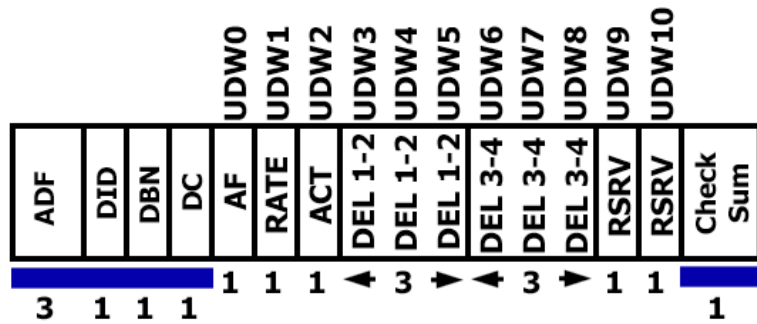 UDW0 UDW1 UDW2 UDW3 UDW4 UDW5 UDW6 UDW7 UDW8 UDW9 UDW10
ADF DID DBN DC AF RATE ACT DEL 1-2 DEL 1-2 DEL 1-2 DEL 3-4 DEL 3-4 DEL 3-4 RSRV RSRV Check
Sum
1 1 1 3 3 1 1
3 1 1 1 1